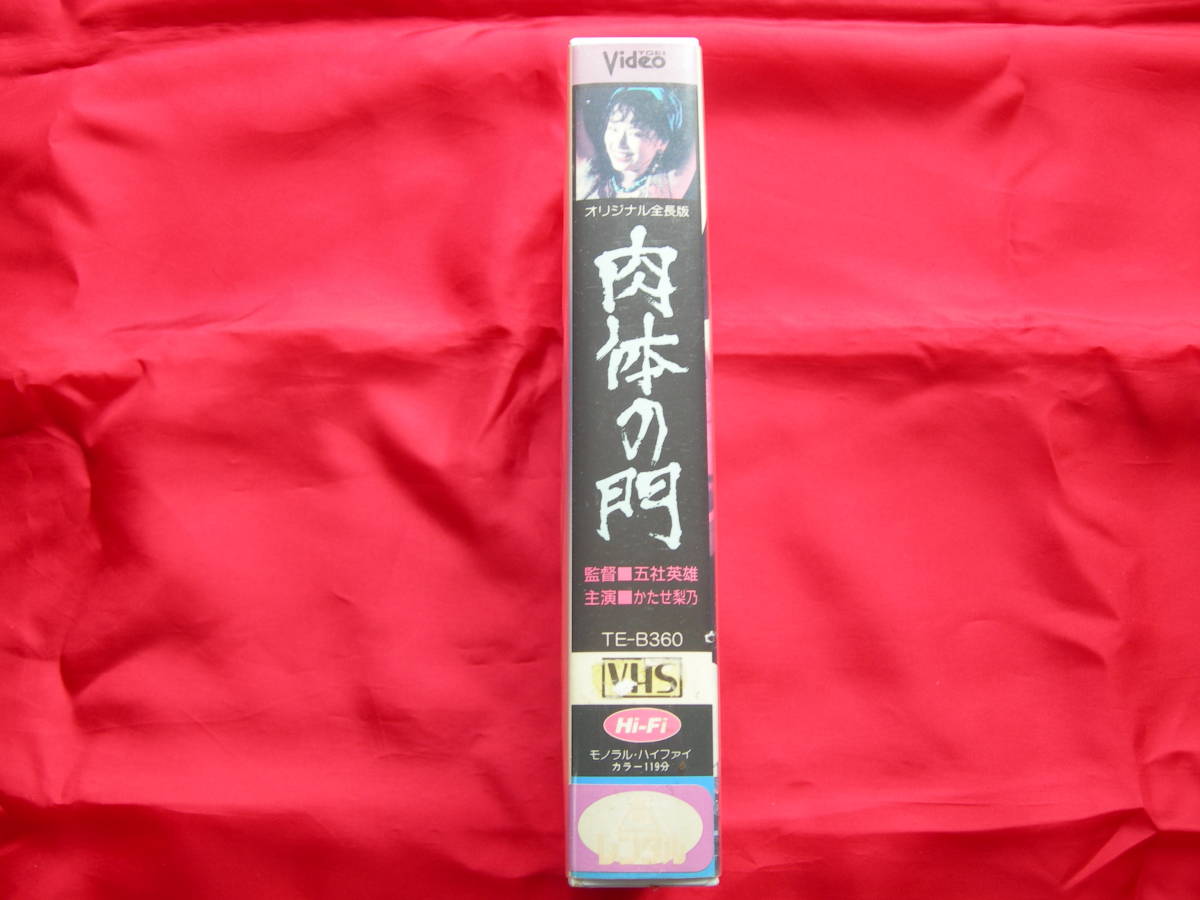 TOEI
Video
オリジナル全長版
肉体の門
監督■五社英雄
主演■かたせ梨乃
TE-B360
VHS
Hi-Fi
モノラル・ハイファイ
カラー119分